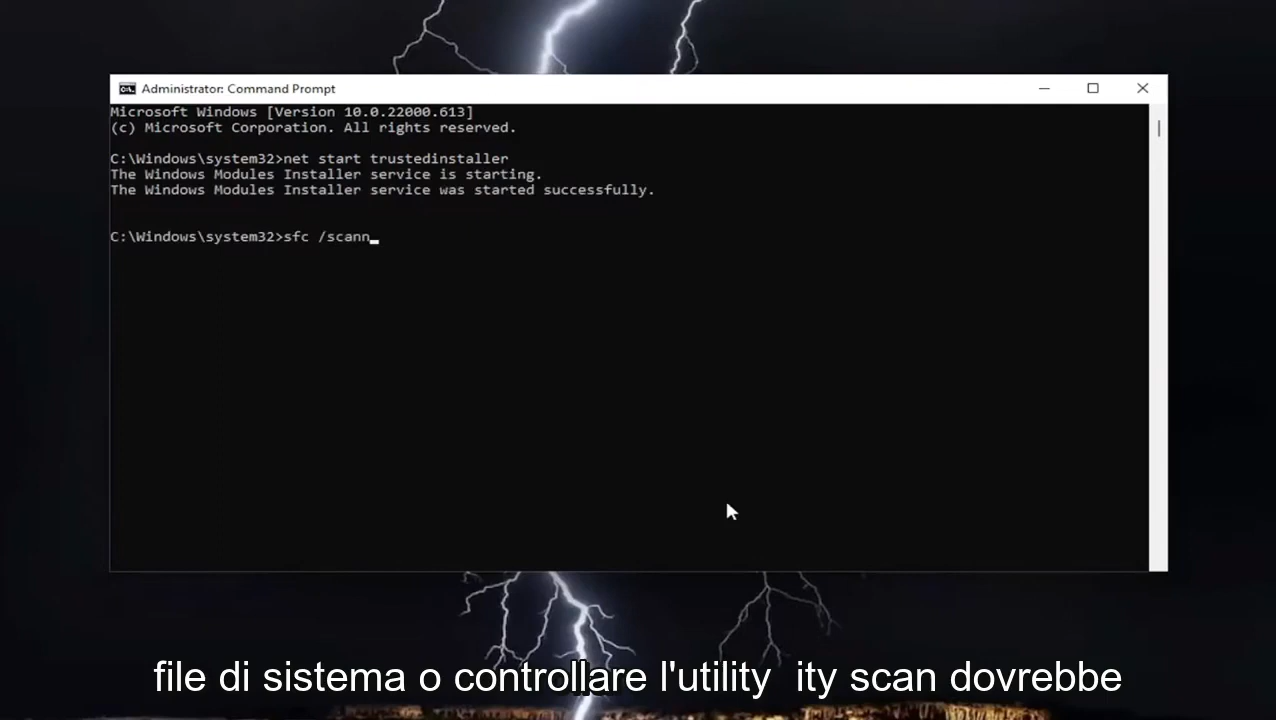 Administrator: Command Prompt
Microsoft Windows [Version 10.0.22000.613]
(c) Microsoft Corporation. All rights reserved.
C:\Windows\system32>net start trustedinstaller
The Windows Modules Installer service is starting.
The Windows Modules Installer service was started successfully.
C:\Windows\system32>sfc /scann
file di sistema o controllare l'utility ity scan dovrebbe